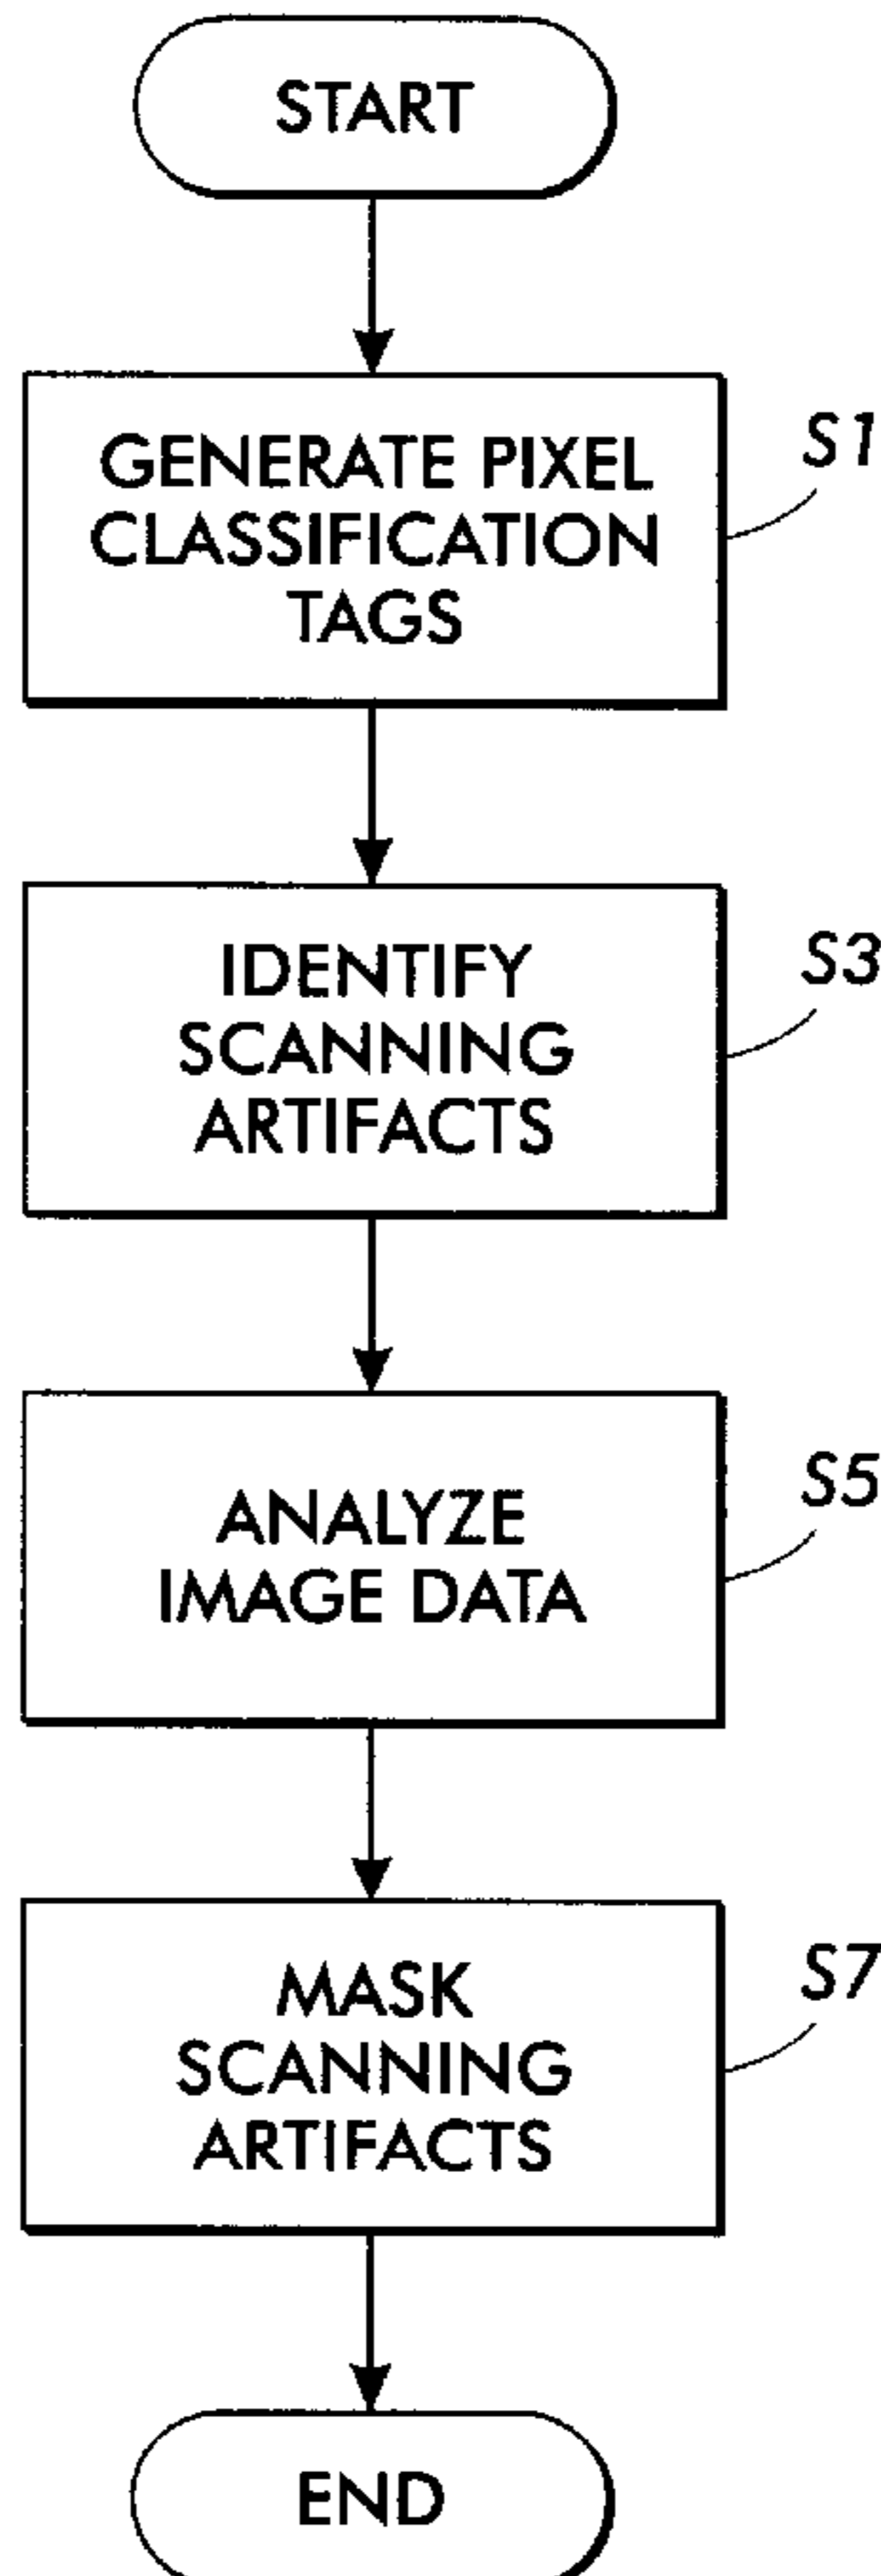 START
GENERATE PIXEL
CLASSIFICATION
TAGS
S1
IDENTIFY
SCANNING
ARTIFACTS
S3
ANALYZE
IMAGE DATA
S5
MASK
SCANNING
ARTIFACTS
S7
END